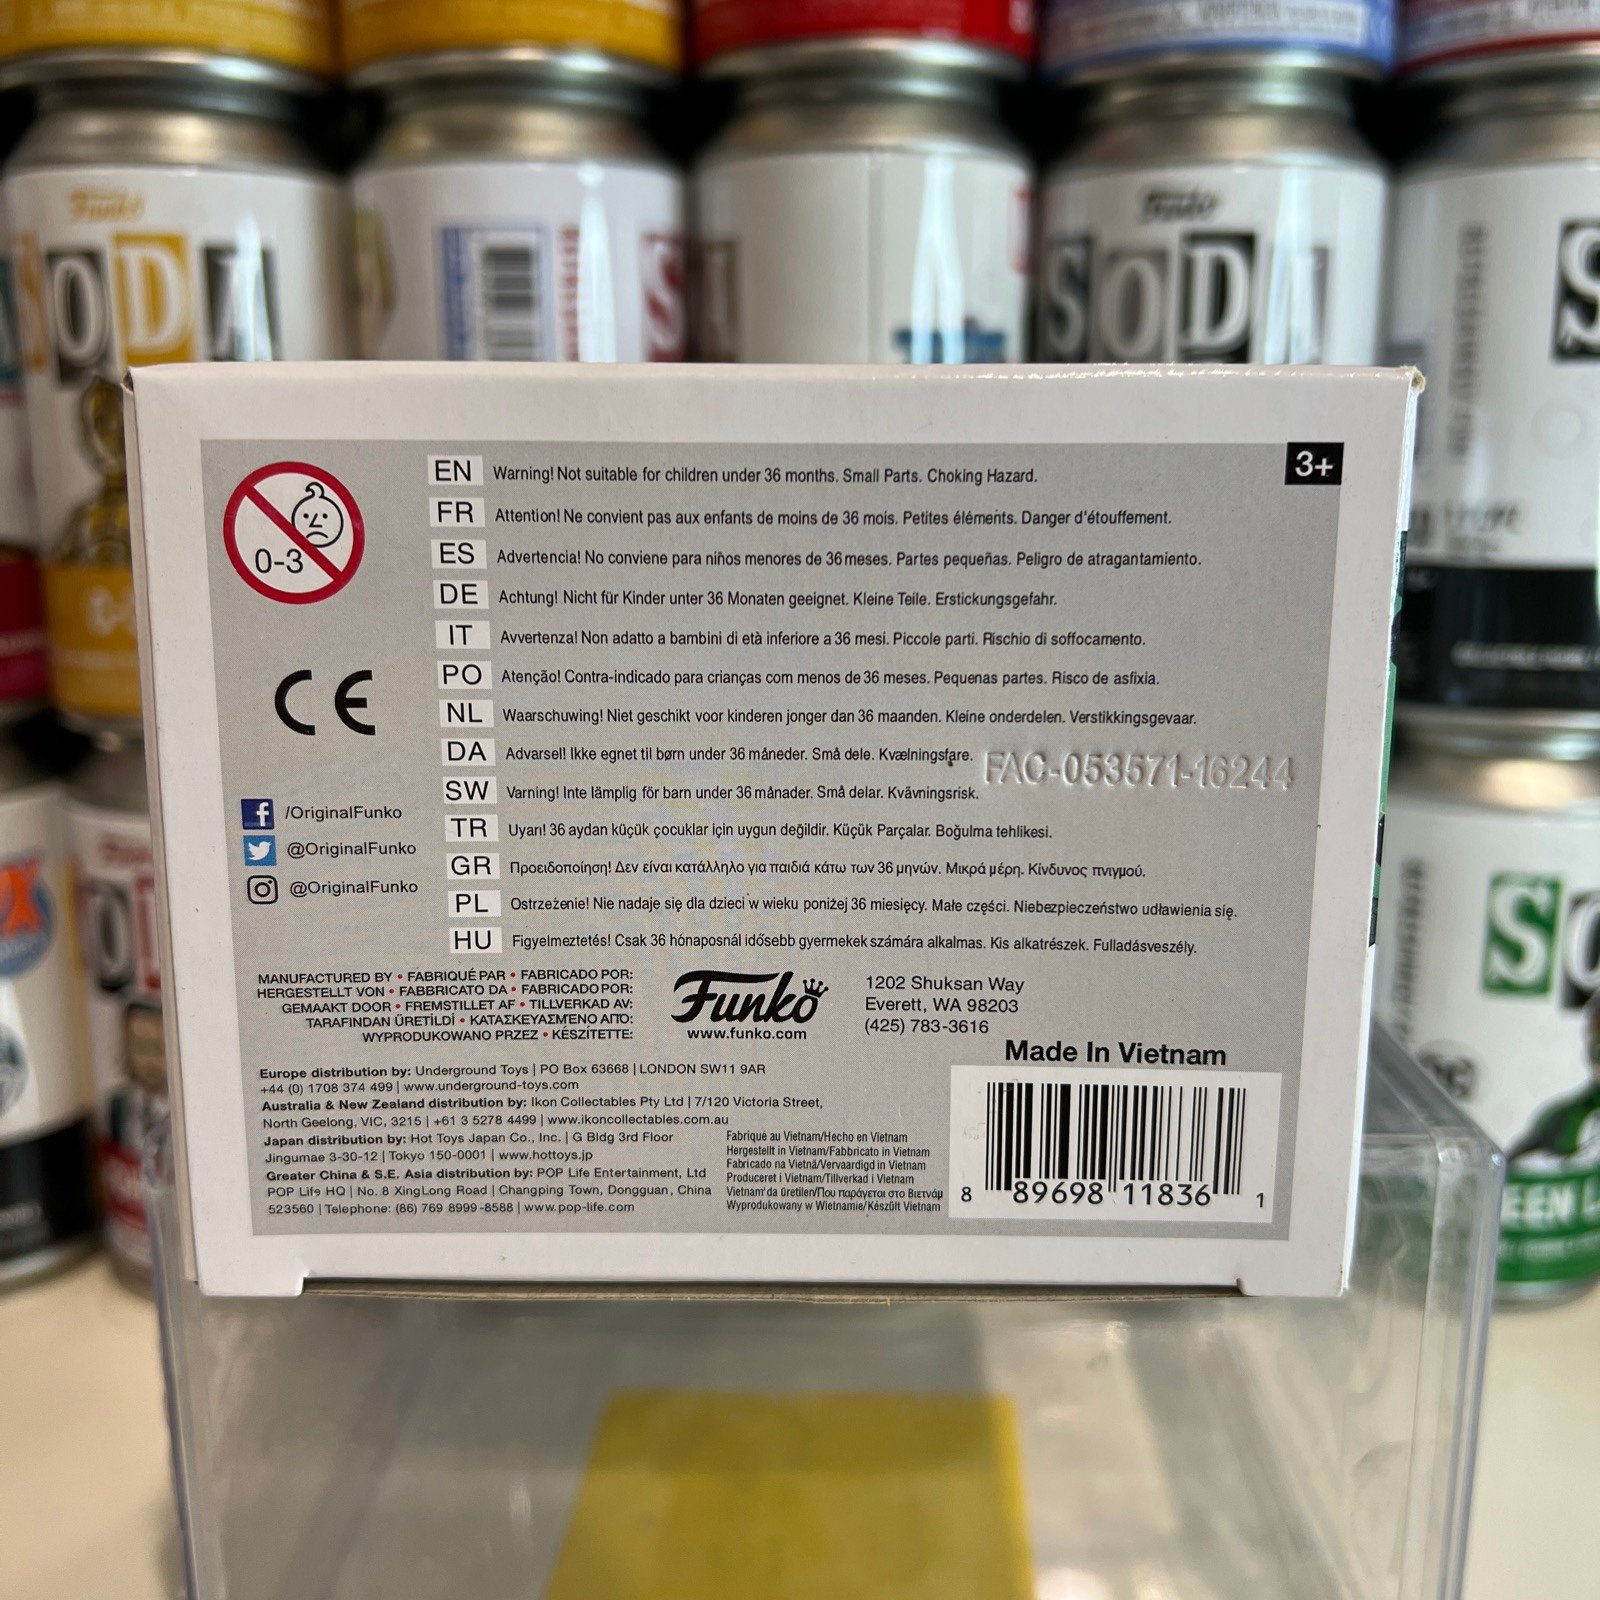 Funko
SODA
SODA
Funko
SODA
EN Warning! Not suitable for children under 36 months. Small Parts. Choking Hazard.
3+
FR Attention! Ne convient pas aux enfants de moins de 36 mois. Petites éléments. Danger d'étouffement.
ES Advertencia! No conviene para niños menores de 36 meses. Partes pequeñas. Peligro de atragantamiento.
0-3
DE Achtung! Nicht für Kinder unter 36 Monaten geeignet. Kleine Teile. Erstickungsgefahr.
IT Avvertenza! Non adatto a bambini di età inferiore a 36 mesi. Piccole parti. Rischio di soffocamento.
PO Atenção! Contra-indicado para crianças com menos de 36 meses. Pequenas partes. Risco de asfixia.
CE
NL Waarschuwing! Niet geschikt voor kinderen jonger dan 36 maanden. Kleine onderdelen. Verstikkingsgevaar.
DA Advarsel! Ikke egnet til børn under 36 måneder. Små dele. Kvælningsfare.
FAC-053571-16244
SW Varning! Inte lämplig för barn under 36 månader. Små delar. Kvävningsrisk.
/OriginalFunko
TR Uyarı! 36 aydan küçük çocuklar için uygun değildir. Küçük Parçalar. Boğulma tehlikesi.
@OriginalFunko
GR Προειδοποίηση! Δεν είναι κατάλληλο για παιδιά κάτω των 36 μηνών. Μικρά μέρη. Κίνδυνος πνιγμού.
@OriginalFunko
PL Ostrzeżenie! Nie nadaje się dla dzieci w wieku poniżej 36 miesięcy. Małe części. Niebezpieczeństwo udławienia się.
HU Figyelmeztetés! Csak 36 hónaposnál idősebb gyermekek számára alkalmas. Kis alkatrészek. Fulladásveszély.
MANUFACTURED BY • FABRIQUÉ PAR • FABRICADO POR:
HERGESTELLT VON • FABBRICATO DA • FABRICADO POR:
GEMAAKT DOOR • FREMSTILLET AF • TILLVERKAD AV:
TARAFINDAN ÜRETİLDİ • ΚΑΤΑΣΚΕΥΑΣΜΈΝΟ ΑΠΌ:
WYPRODUKOWANO PRZEZ • KÉSZÍTETTE:
Funko
www.funko.com
1202 Shuksan Way
Everett, WA 98203
(425) 783-3616
Made In Vietnam
Europe distribution by: Underground Toys | PO Box 63668 | LONDON SW11 9AR
+44 (0) 1708 374 499 | www.underground-toys.com
Australia & New Zealand distribution by: Ikon Collectables Pty Ltd | 7/120 Victoria Street,
North Geelong, VIC, 3215 | +61 3 5278 4499 | www.ikoncollectables.com.au
Japan distribution by: Hot Toys Japan Co., Inc. | G Bldg 3rd Floor
Jingumae 3-30-12 | Tokyo 150-0001 | www.hottoys.jp
Greater China & S.E. Asia distribution by: POP Life Entertainment, Ltd
POP Life HQ | No. 8 XingLong Road | Changping Town, Dongguan, China
523560 | Telephone: (86) 769 8999-8588 | www.pop-life.com
Fabriqué au Vietnam/Hecho en Vietnam
Hergestellt in Vietnam/Fabbricato in Vietnam
Fabricado na Vietnã/Vervaardigd in Vietnam
Produceret i Vietnam/Tillverkad i Vietnam
Vietnam'da üretilen/Που παράγεται στο Βιετνάμ
Wyprodukowany w Wietnamie/Készült Vietnam
8 89698 11836 1